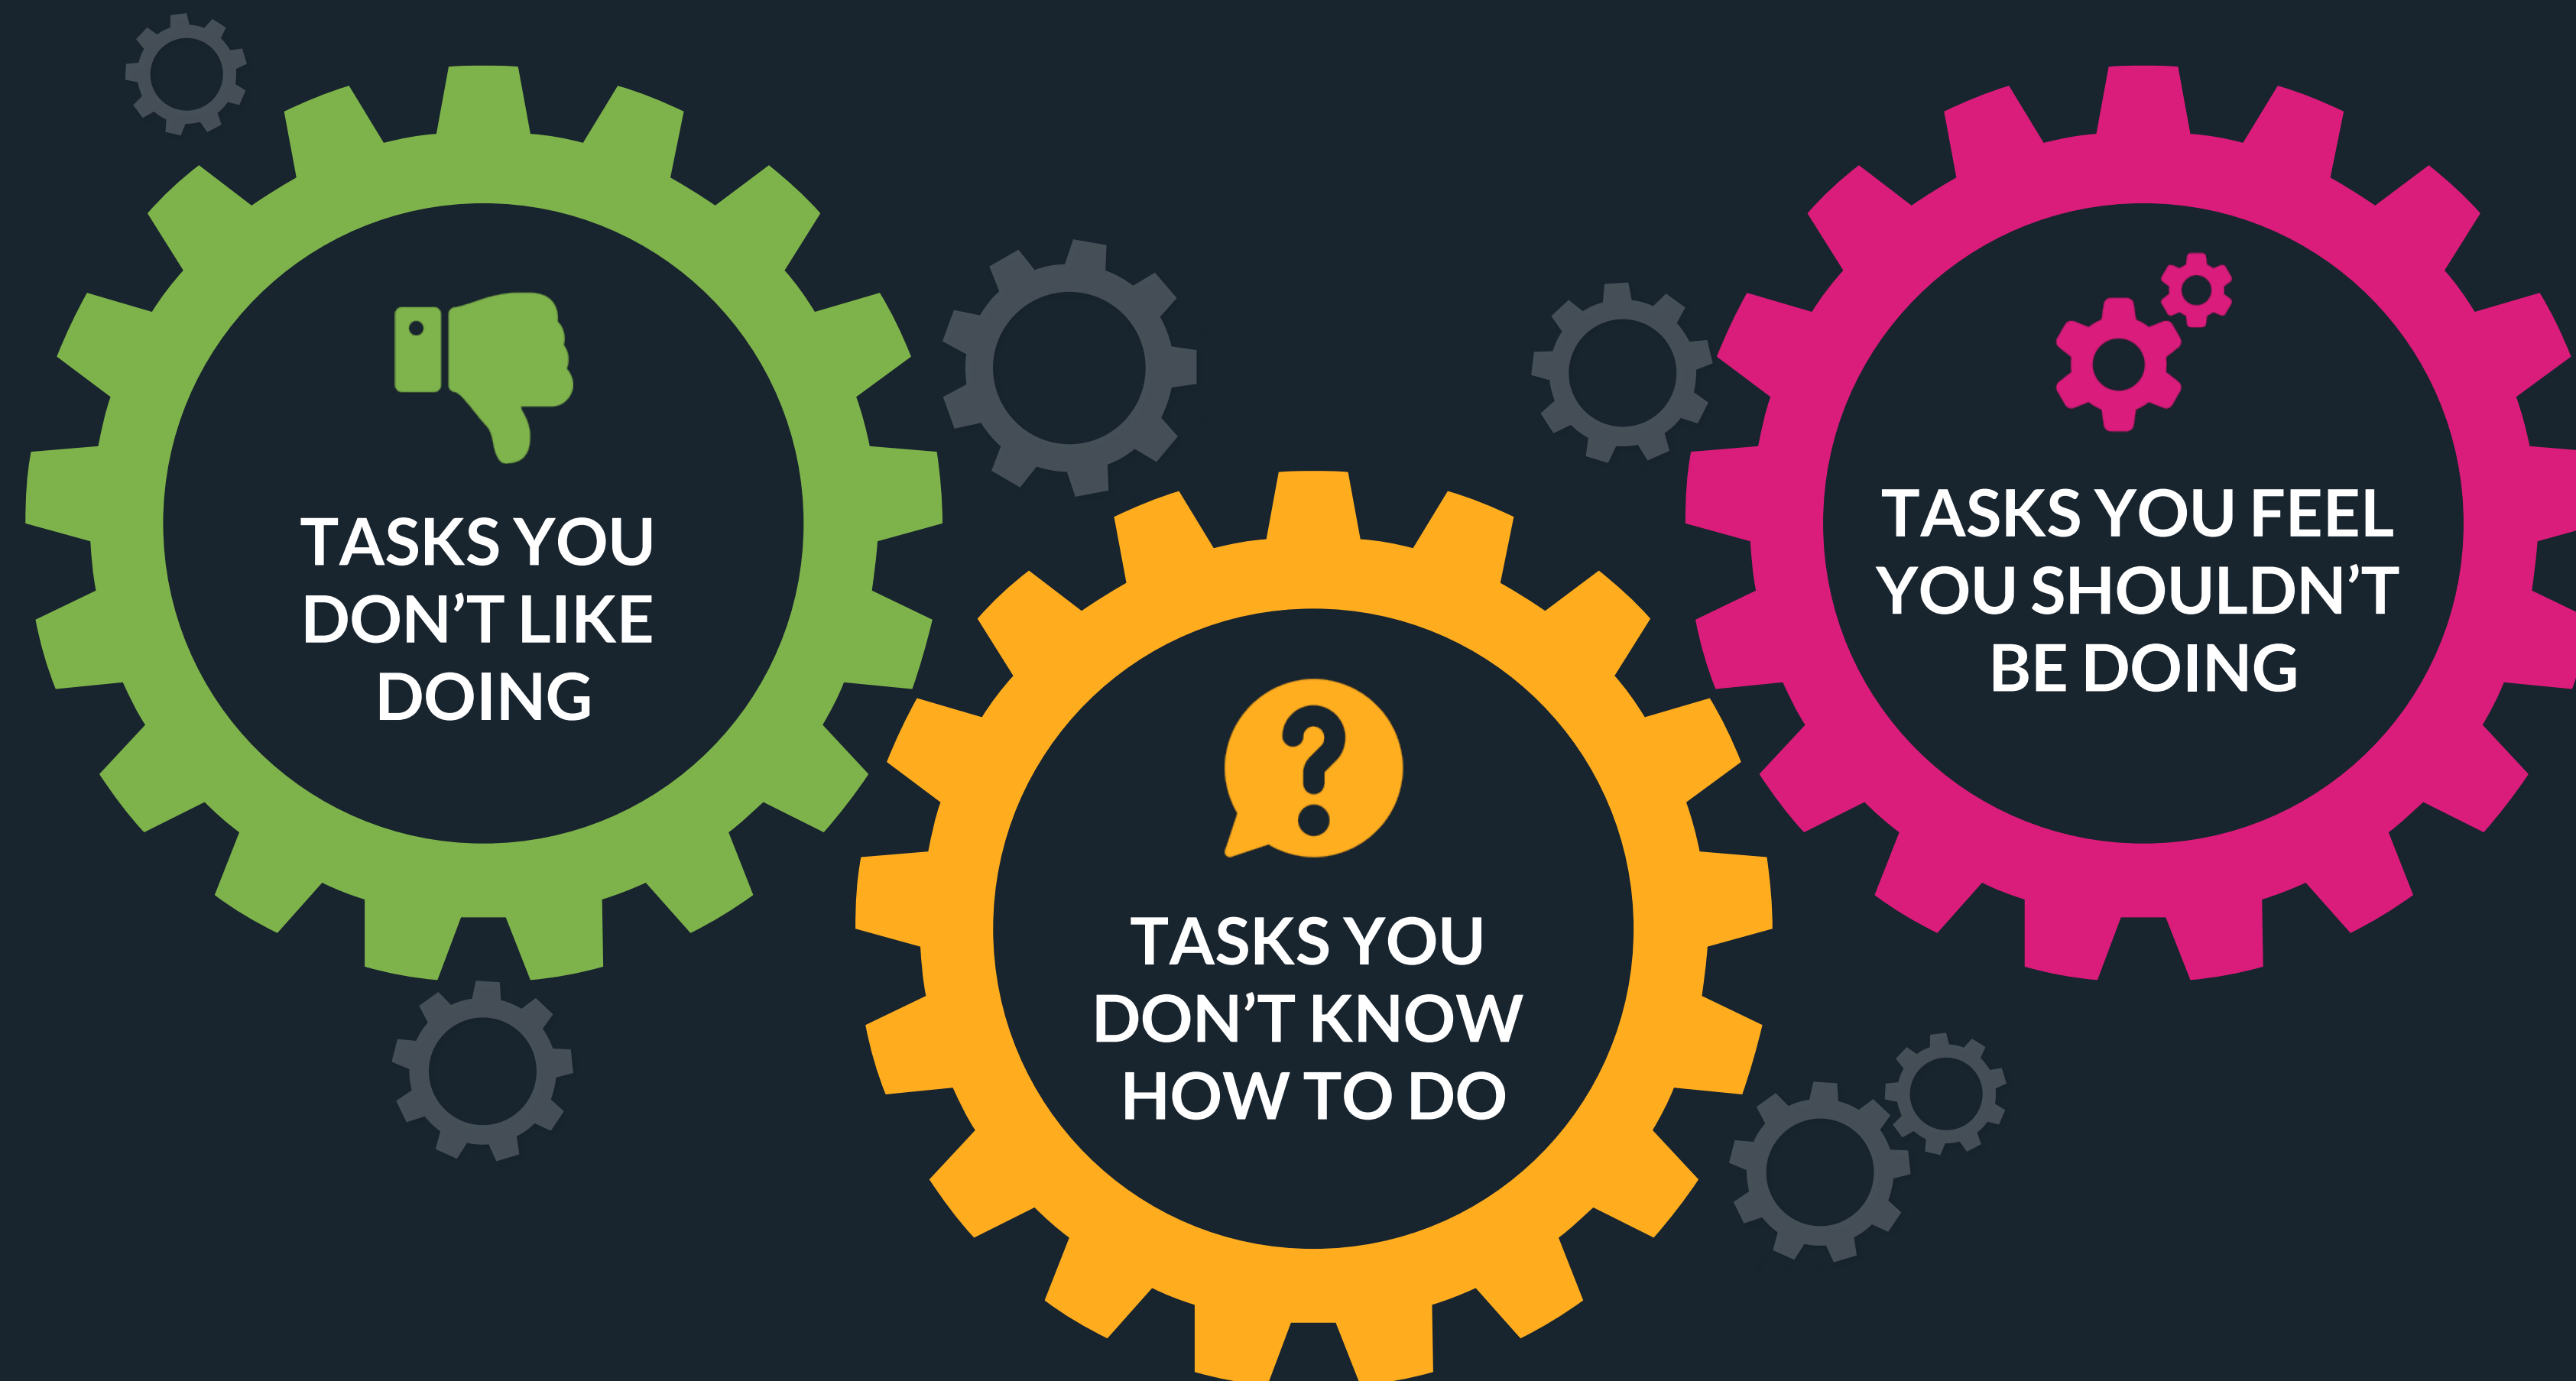 TASKS YOU
DON’T LIKE
DOING
TASKS YOU
DON’T KNOW
HOW TO DO
TASKS YOU FEEL
YOU SHOULDN’T
BE DOING